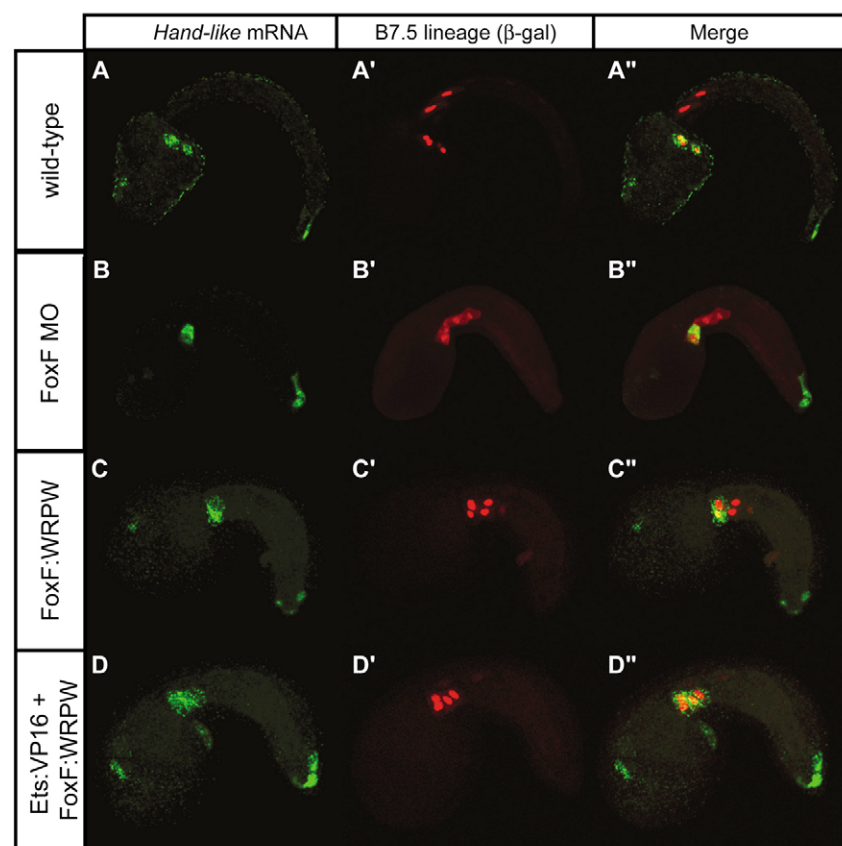 Hand-like mRNA
B7.5 lineage (β-gal)
Merge
wild-type
A
A'
A"
FoxF MO
B
B'
B"
FoxF:WRPW
C
C'
C"
Ets:VP16 +
FoxF:WRPW
D
D'
D"